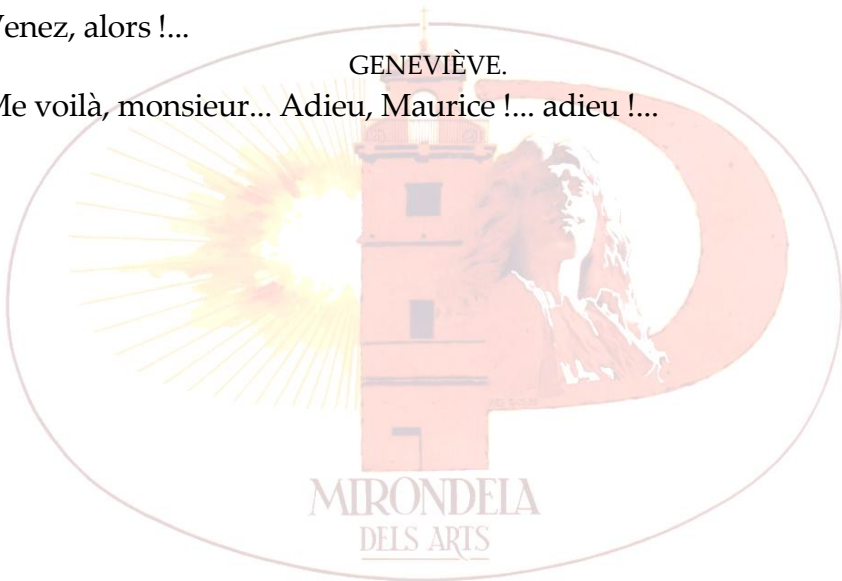 Venez, alors !...
GENEVIÈVE.
Me voilà, monsieur... Adieu, Maurice !... adieu !...
MIRONDELA
DELS ARTS